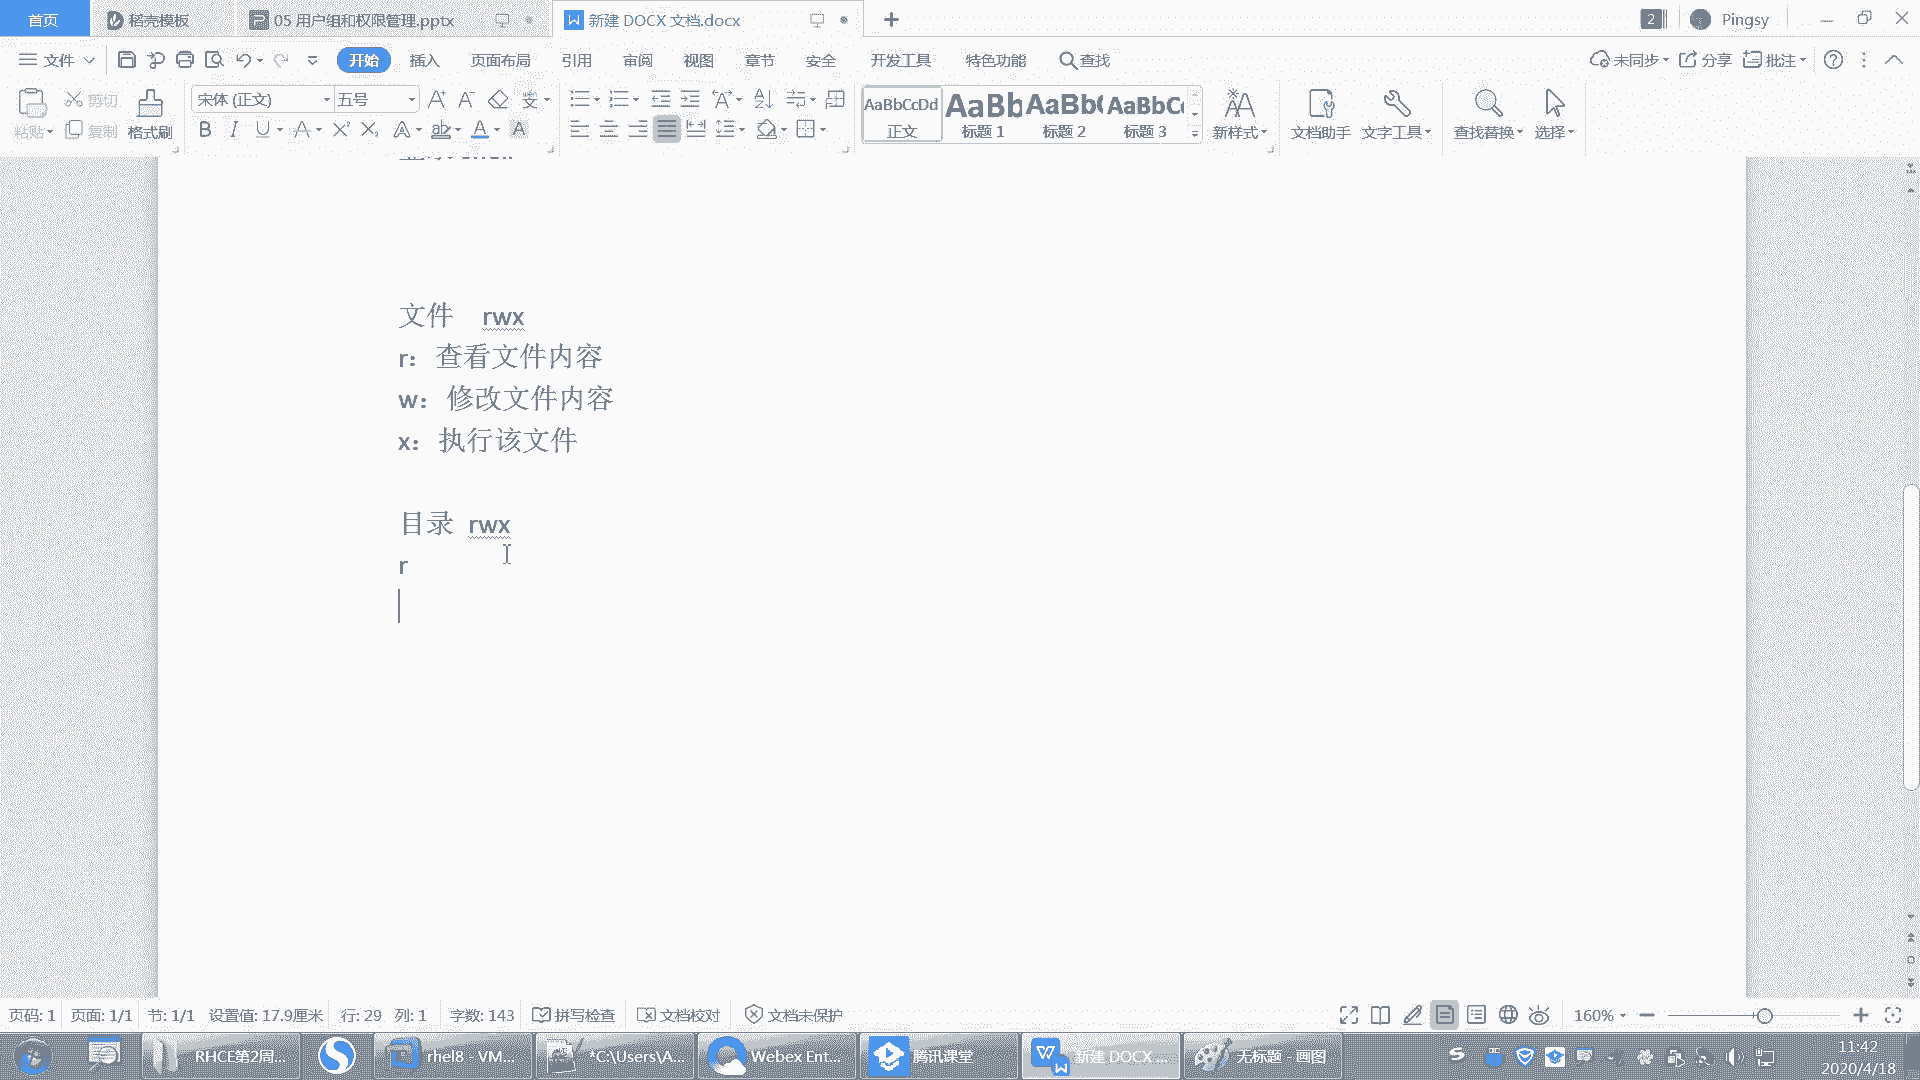 首页 稻壳模板 05 用户组和权限管理.pptx 新建 DOCX 文档.docx 2 Pingsy
文件 开始 插入 页面布局 引用 审阅 视图 章节 安全 开发工具 特色功能 查找 未同步 分享 批注
粘贴 剪切 复制 格式刷 宋体 (正文) 五号
AaBbCcDd 正文 AaBb 标题 1 AaBb( 标题 2 AaBbC 标题 3 新样式 文档助手 文字工具 查找替换 选择
文件 rwx
r：查看文件内容
w：修改文件内容
x：执行该文件
目录 rwx
r
页码: 1 页面: 1/1 节: 1/1 设置值: 17.9厘米 行: 29 列: 1 字数: 143 拼写检查 文档校对 文档未保护 160%
RHCE第2周... rhel8 - VM... *C:\Users\A... Webex Ent... 腾讯课堂 新建 DOCX ... 无标题 - 画图 11:42
2020/4/18